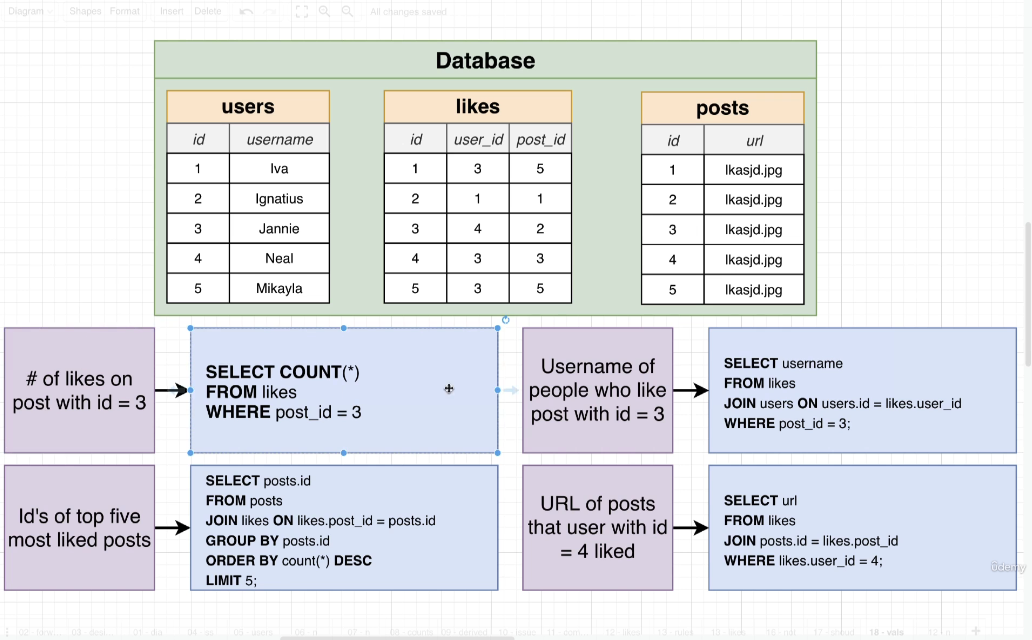 Diagram
Shapes
Format
Insert
Delete
All changes saved
Database
users
id username
1 Iva
2 Ignatius
3 Jannie
4 Neal
5 Mikayla
likes
id user_id post_id
1 3 5
2 1 1
3 4 2
4 3 3
5 3 5
posts
id url
1 lkasjd.jpg
2 lkasjd.jpg
3 lkasjd.jpg
4 lkasjd.jpg
5 lkasjd.jpg
# of likes on
post with id = 3
SELECT COUNT(*)
FROM likes
WHERE post_id = 3
Username of
people who like
post with id = 3
SELECT username
FROM likes
JOIN users ON users.id = likes.user_id
WHERE post_id = 3;
Id's of top five
most liked posts
SELECT posts.id
FROM posts
JOIN likes ON likes.post_id = posts.id
GROUP BY posts.id
ORDER BY count(*) DESC
LIMIT 5;
URL of posts
that user with id
= 4 liked
SELECT url
FROM likes
JOIN posts.id = likes.post_id
WHERE likes.user_id = 4;
ûdemy